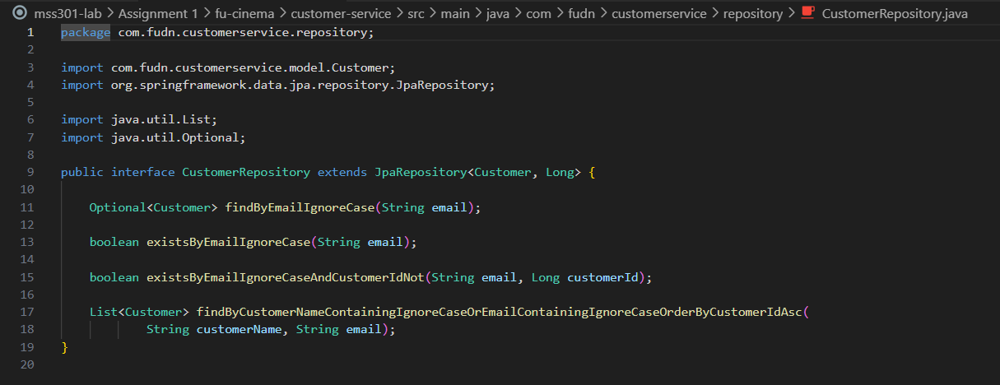 mss301-lab > Assignment 1 > fu-cinema > customer-service > src > main > java > com > fudn > customerservice > repository > CustomerRepository.java
1 package com.fudn.customerservice.repository;
2
3 import com.fudn.customerservice.model.Customer;
4 import org.springframework.data.jpa.repository.JpaRepository;
5
6 import java.util.List;
7 import java.util.Optional;
8
9 public interface CustomerRepository extends JpaRepository<Customer, Long> {
10
11     Optional<Customer> findByEmailIgnoreCase(String email);
12
13     boolean existsByEmailIgnoreCase(String email);
14
15     boolean existsByEmailIgnoreCaseAndCustomerIdNot(String email, Long customerId);
16
17     List<Customer> findByCustomerNameContainingIgnoreCaseOrEmailContainingIgnoreCaseOrderByCustomerIdAsc(
18             String customerName, String email);
19 }
20